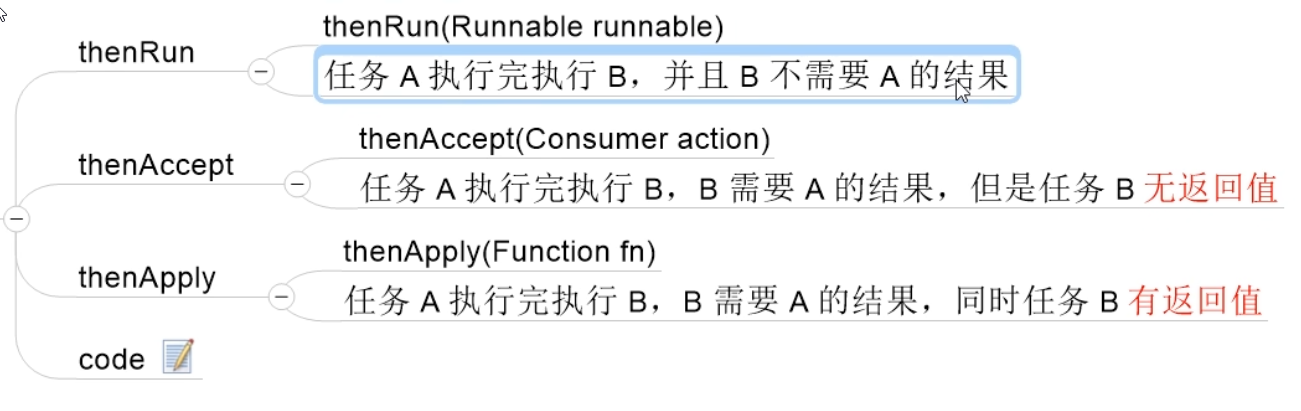 thenRun
thenRun(Runnable runnable)
任务 A 执行完执行 B，并且 B 不需要 A 的结果
thenAccept
thenAccept(Consumer action)
任务 A 执行完执行 B，B 需要 A 的结果，但是任务 B 无返回值
thenApply
thenApply(Function fn)
任务 A 执行完执行 B，B 需要 A 的结果，同时任务 B 有返回值
code